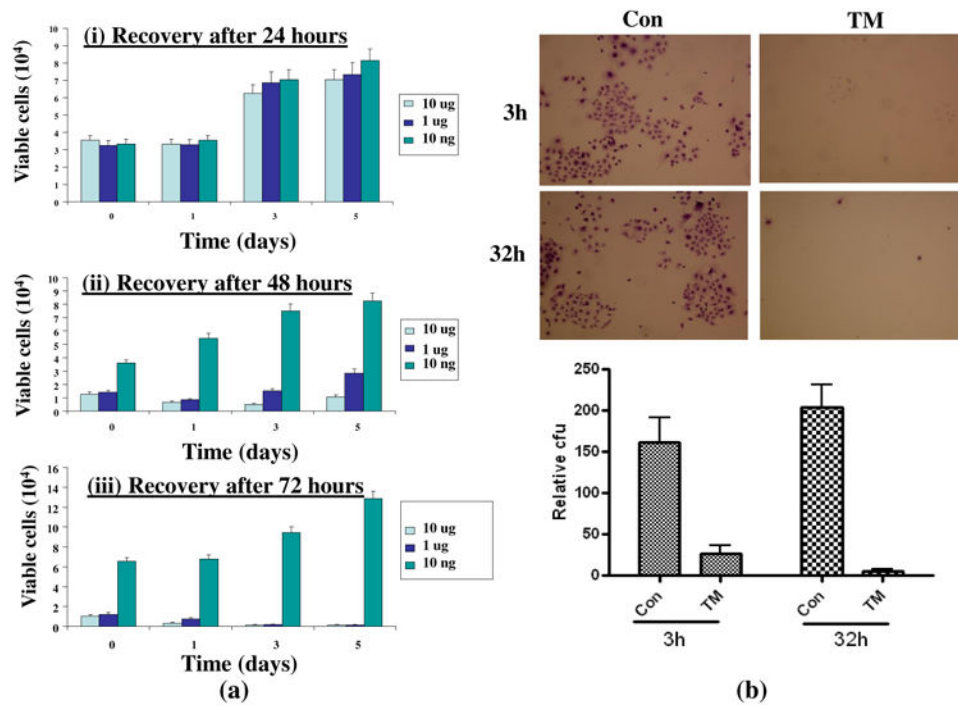 (a)
(i) Recovery after 24 hours
Viable cells (10⁴)
9
8
7
6
5
4
3
2
1
0
0 1 3 5
Time (days)
10 ug
1 ug
10 ng
(ii) Recovery after 48 hours
Viable cells (10⁴)
9
8
7
6
5
4
3
2
1
0
0 1 3 5
Time (days)
10 ug
1 ug
10 ng
(iii) Recovery after 72 hours
Viable cells (10⁴)
16
14
12
10
8
6
4
2
0
0 1 3 5
Time (days)
10 ug
1 ug
10 ng
(a)
(b)
Con TM
3h
32h
Relative cfu
250
200
150
100
50
0
Con TM Con TM
3h 32h
(b)